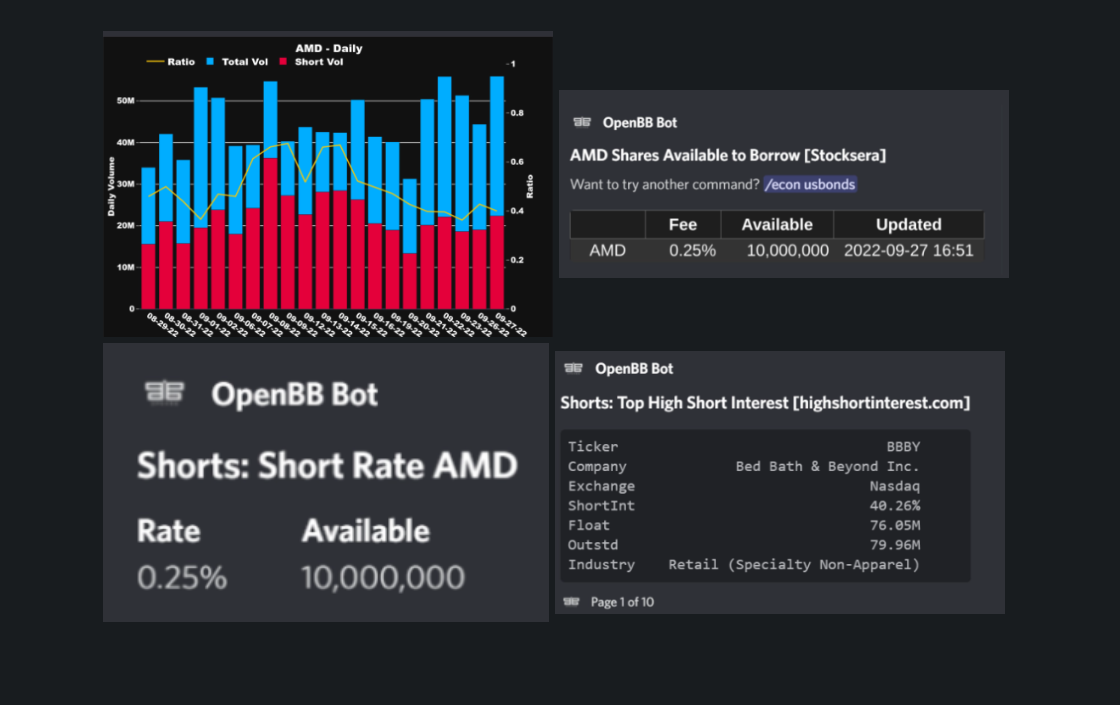 AMD - Daily
Ratio Total Vol Short Vol
1
50M
0.8
40M
0.6
30M
0.4
20M
0.2
10M
0
0
Daily Volume
Ratio
08-29-22
08-30-22
08-31-22
09-01-22
09-02-22
09-06-22
09-07-22
09-08-22
09-09-22
09-12-22
09-13-22
09-14-22
09-15-22
09-16-22
09-19-22
09-20-22
09-21-22
09-22-22
09-23-22
09-26-22
09-27-22
OpenBB Bot
AMD Shares Available to Borrow [Stocksera]
Want to try another command? /econ usbonds
Fee Available Updated
AMD 0.25% 10,000,000 2022-09-27 16:51
OpenBB Bot
Shorts: Short Rate AMD
Rate Available
0.25% 10,000,000
OpenBB Bot
Shorts: Top High Short Interest [highshortinterest.com]
Ticker BBBY
Company Bed Bath & Beyond Inc.
Exchange Nasdaq
ShortInt 40.26%
Float 76.05M
Outstd 79.96M
Industry Retail (Specialty Non-Apparel)
Page 1 of 10